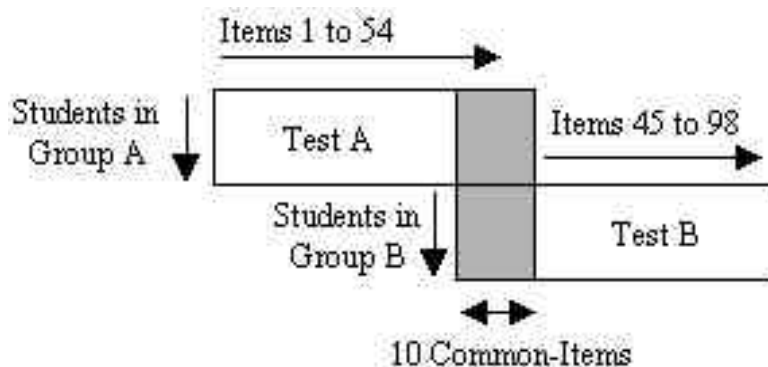 Items 1 to 54
Students in
Group A
Test A
Items 45 to 98
Students in
Group B
Test B
10 Common-Items